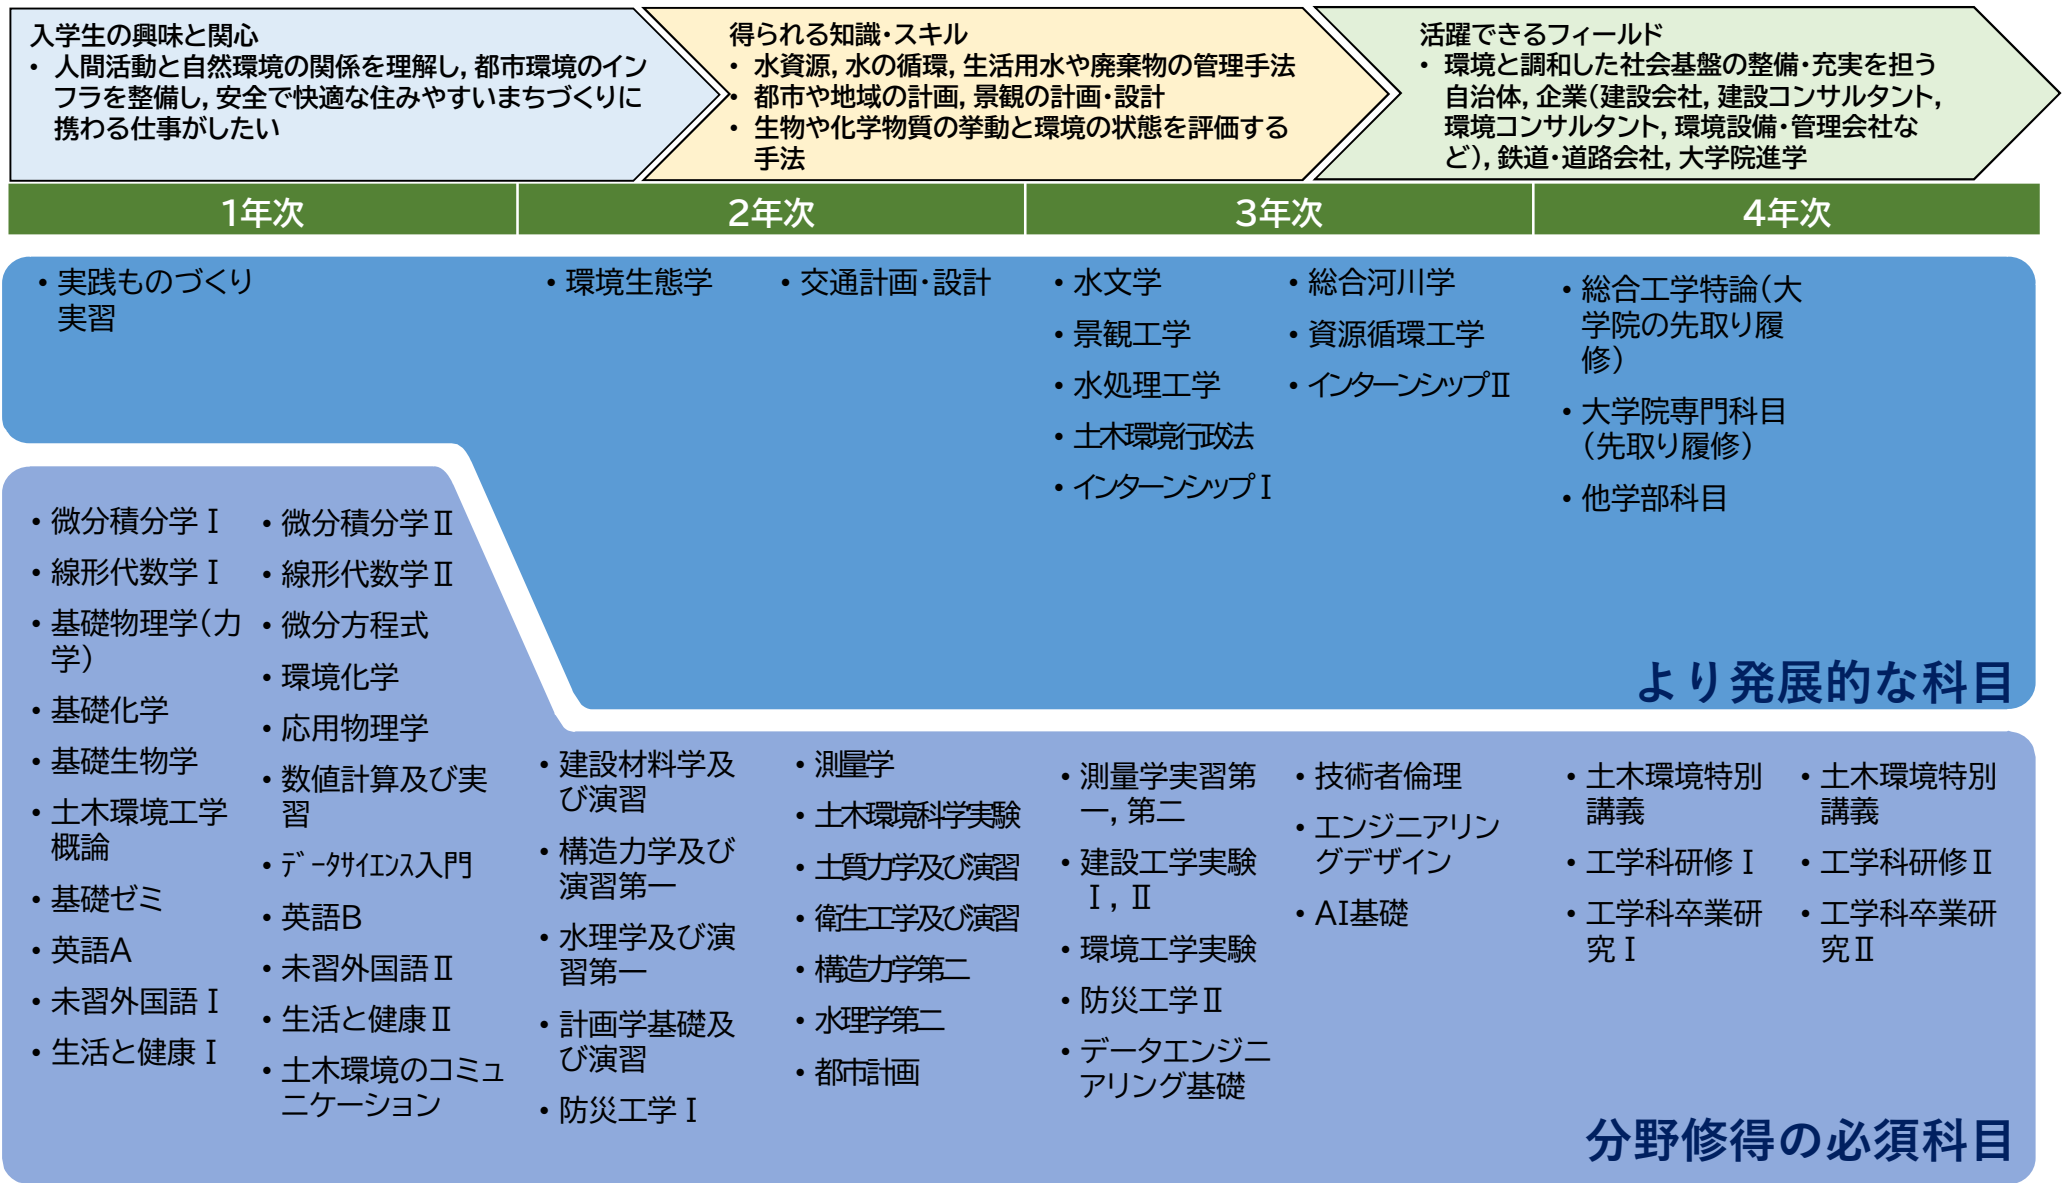 入学生の興味と関心
• 人間活動と自然環境の関係を理解し，都市環境のイン
フラを整備し，安全で快適な住みやすいまちづくりに
携わる仕事がしたい
得られる知識・スキル
• 水資源，水の循環，生活用水や廃棄物の管理手法
• 都市や地域の計画，景観の計画・設計
• 生物や化学物質の挙動と環境の状態を評価する
手法
活躍できるフィールド
• 環境と調和した社会基盤の整備・充実を担う
自治体，企業（建設会社，建設コンサルタント，
環境コンサルタント，環境設備・管理会社な
ど），鉄道・道路会社，大学院進学
1年次
2年次
3年次
4年次
• 実践ものづくり
実習
• 環境生態学
• 交通計画・設計
• 水文学
• 景観工学
• 水処理工学
• 土木環境行政法
• インターンシップⅠ
• 総合河川学
• 資源循環工学
• インターンシップⅡ
• 総合工学特論（大
学院の先取り履
修）
• 大学院専門科目
（先取り履修）
• 他学部科目
より発展的な科目
• 微分積分学Ⅰ
• 線形代数学Ⅰ
• 基礎物理学（力
学）
• 基礎化学
• 基礎生物学
• 土木環境工学
概論
• 基礎ゼミ
• 英語A
• 未習外国語Ⅰ
• 生活と健康Ⅰ
• 微分積分学Ⅱ
• 線形代数学Ⅱ
• 微分方程式
• 環境化学
• 応用物理学
• 数値計算及び実
習
• ﾃﾞｰﾀｻｲｴﾝｽ入門
• 英語B
• 未習外国語Ⅱ
• 生活と健康Ⅱ
• 土木環境のコミュ
ニケーション
• 建設材料学及
び演習
• 構造力学及び
演習第一
• 水理学及び演
習第一
• 計画学基礎及
び演習
• 防災工学Ⅰ
• 測量学
• 土木環境科学実験
• 土質力学及び演習
• 衛生工学及び演習
• 構造力学第二
• 水理学第二
• 都市計画
• 測量学実習第
一，第二
• 建設工学実験
Ⅰ，Ⅱ
• 環境工学実験
• 防災工学Ⅱ
• データエンジニ
アリング基礎
• 技術者倫理
• エンジニアリン
グデザイン
• AI基礎
• 土木環境特別
講義
• 工学科研修Ⅰ
• 工学科卒業研
究Ⅰ
• 土木環境特別
講義
• 工学科研修Ⅱ
• 工学科卒業研
究Ⅱ
分野修得の必須科目